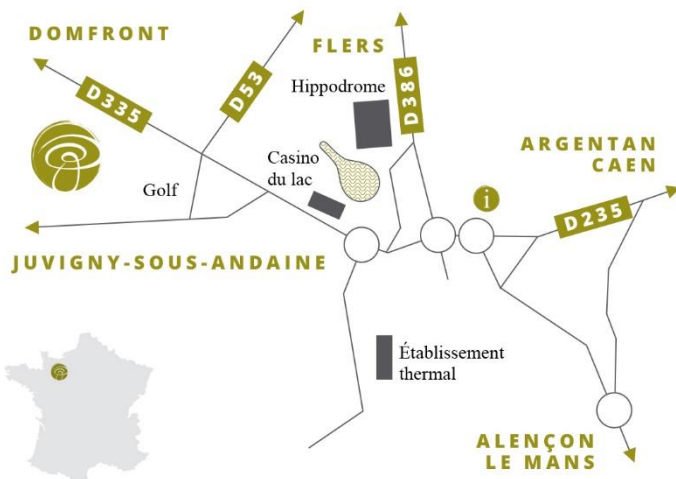 DOMFRONT
FLERS
D335
D53
D386
Hippodrome
Casino
du lac
Golf
ARGENTAN
CAEN
i
D235
JUVIGNY-SOUS-ANDAINE
Établissement
thermal
ALENÇON
LE MANS